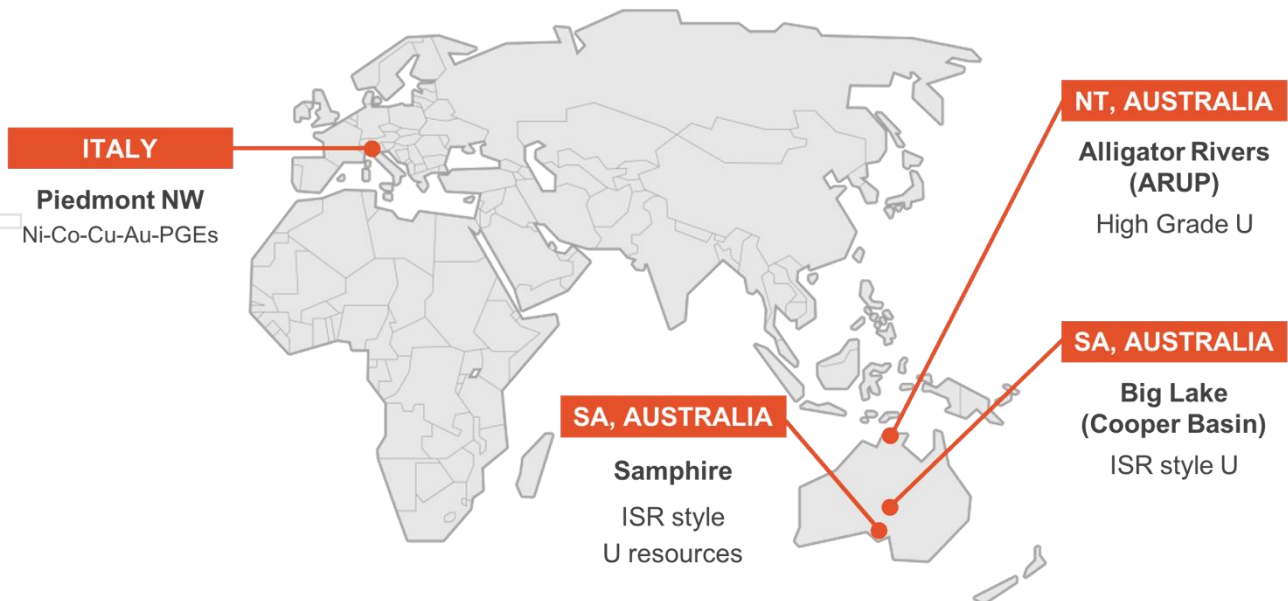 ITALY
Piedmont NW
Ni-Co-Cu-Au-PGEs
NT, AUSTRALIA
Alligator Rivers
(ARUP)
High Grade U
SA, AUSTRALIA
Big Lake
(Cooper Basin)
ISR style U
SA, AUSTRALIA
Samphire
ISR style
U resources